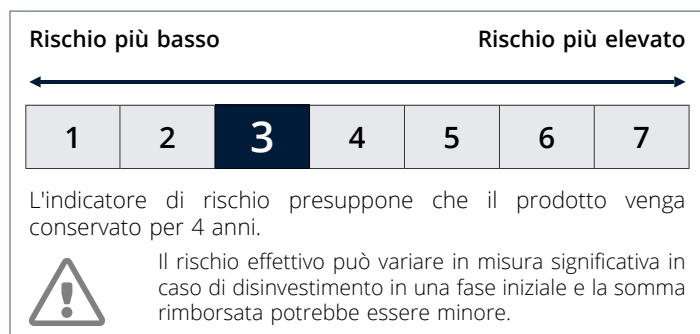 Rischio più basso Rischio più elevato
1 2 3 4 5 6 7
L'indicatore di rischio presuppone che il prodotto venga
conservato per 4 anni.
Il rischio effettivo può variare in misura significativa in
caso di disinvestimento in una fase iniziale e la somma
rimborsata potrebbe essere minore.